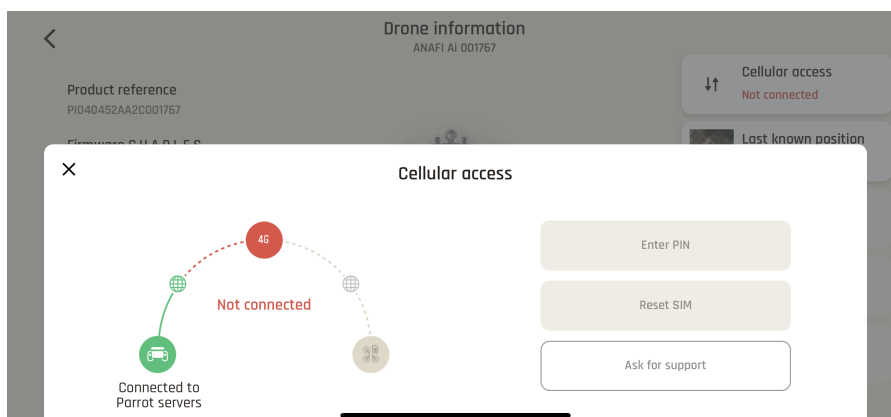 Drone information
ANAFI Ai 001767
Product reference
PI040452AA2C001767
Cellular access
Not connected
Last known position
Cellular access
4G
Not connected
Connected to
Parrot servers
Enter PIN
Reset SIM
Ask for support